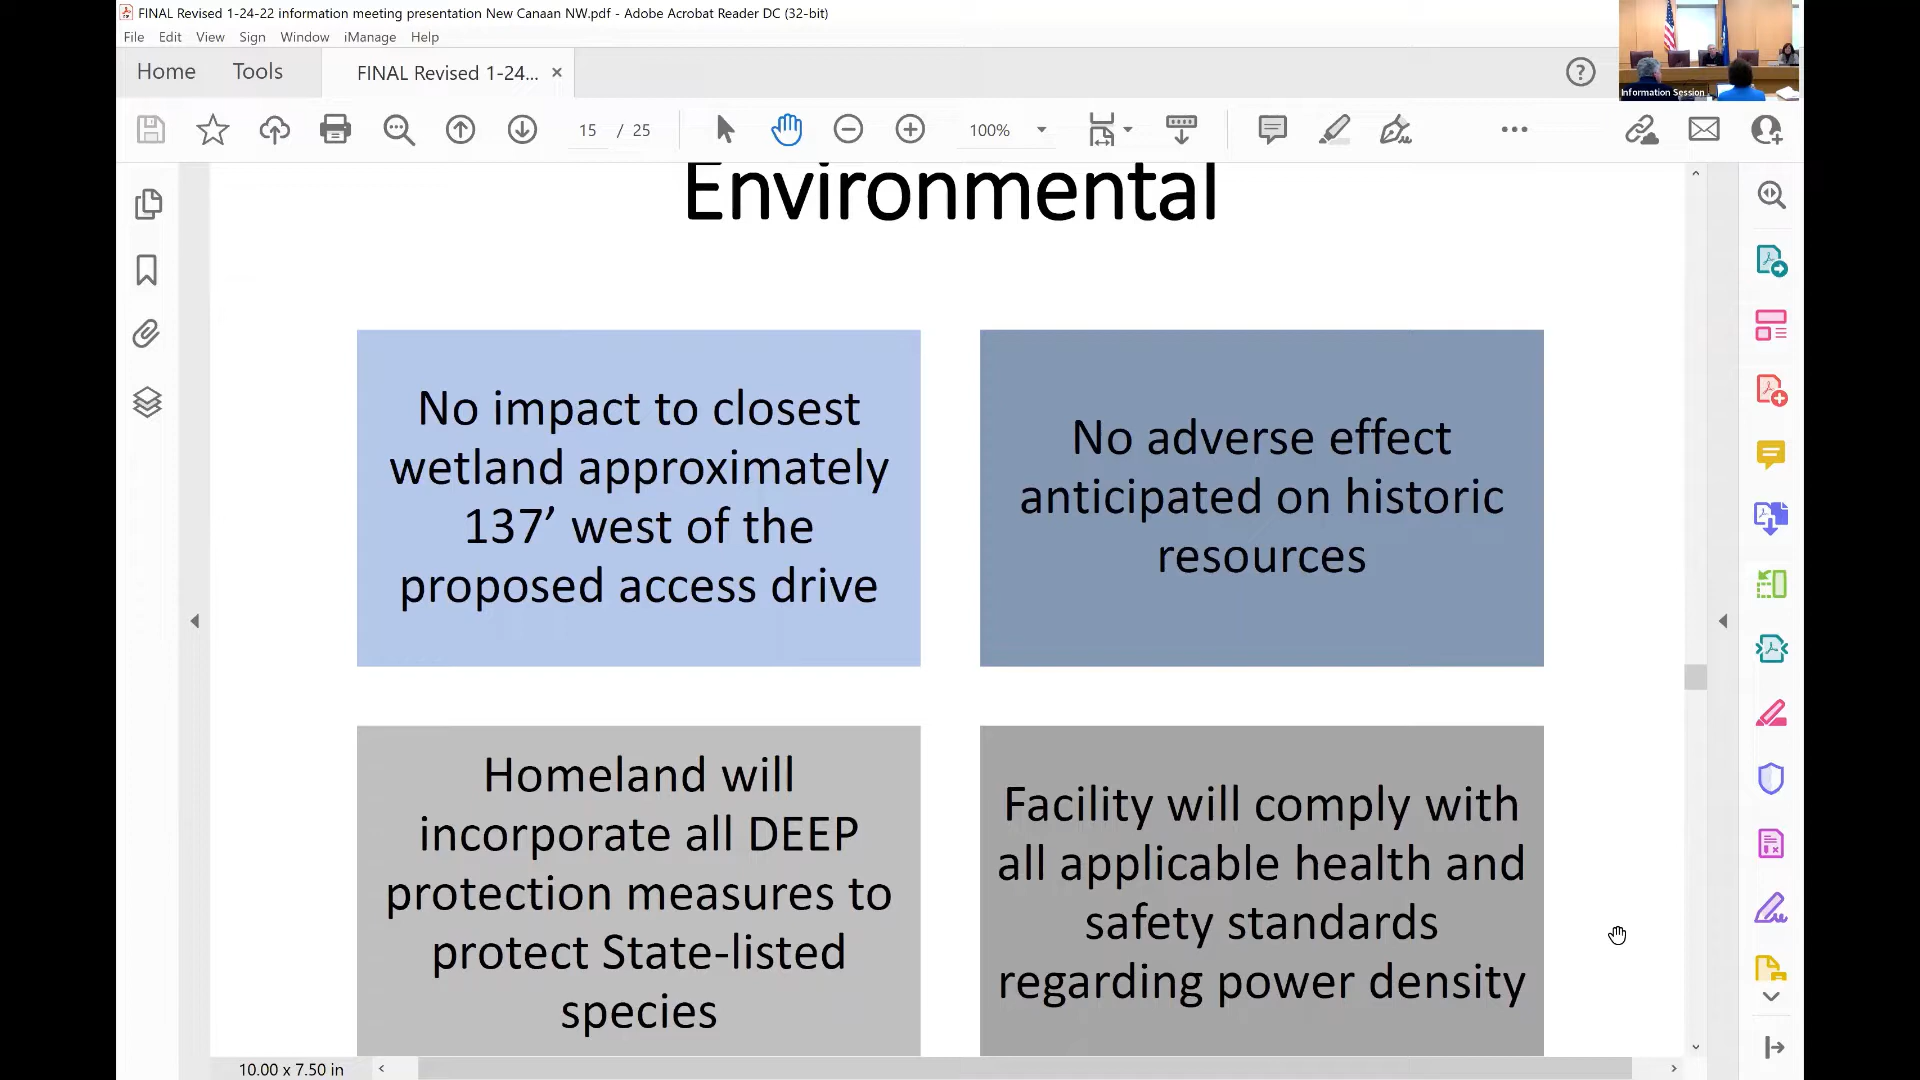 FINAL Revised 1-24-22 information meeting presentation New Canaan NW.pdf - Adobe Acrobat Reader DC (32-bit)
File Edit View Sign Window iManage Help
Home Tools FINAL Revised 1-24... ×
15 / 25 100%
Information Session
Environmental
No impact to closest
wetland approximately
137’ west of the
proposed access drive
No adverse effect
anticipated on historic
resources
Homeland will
incorporate all DEEP
protection measures to
protect State-listed
species
Facility will comply with
all applicable health and
safety standards
regarding power density
10.00 x 7.50 in